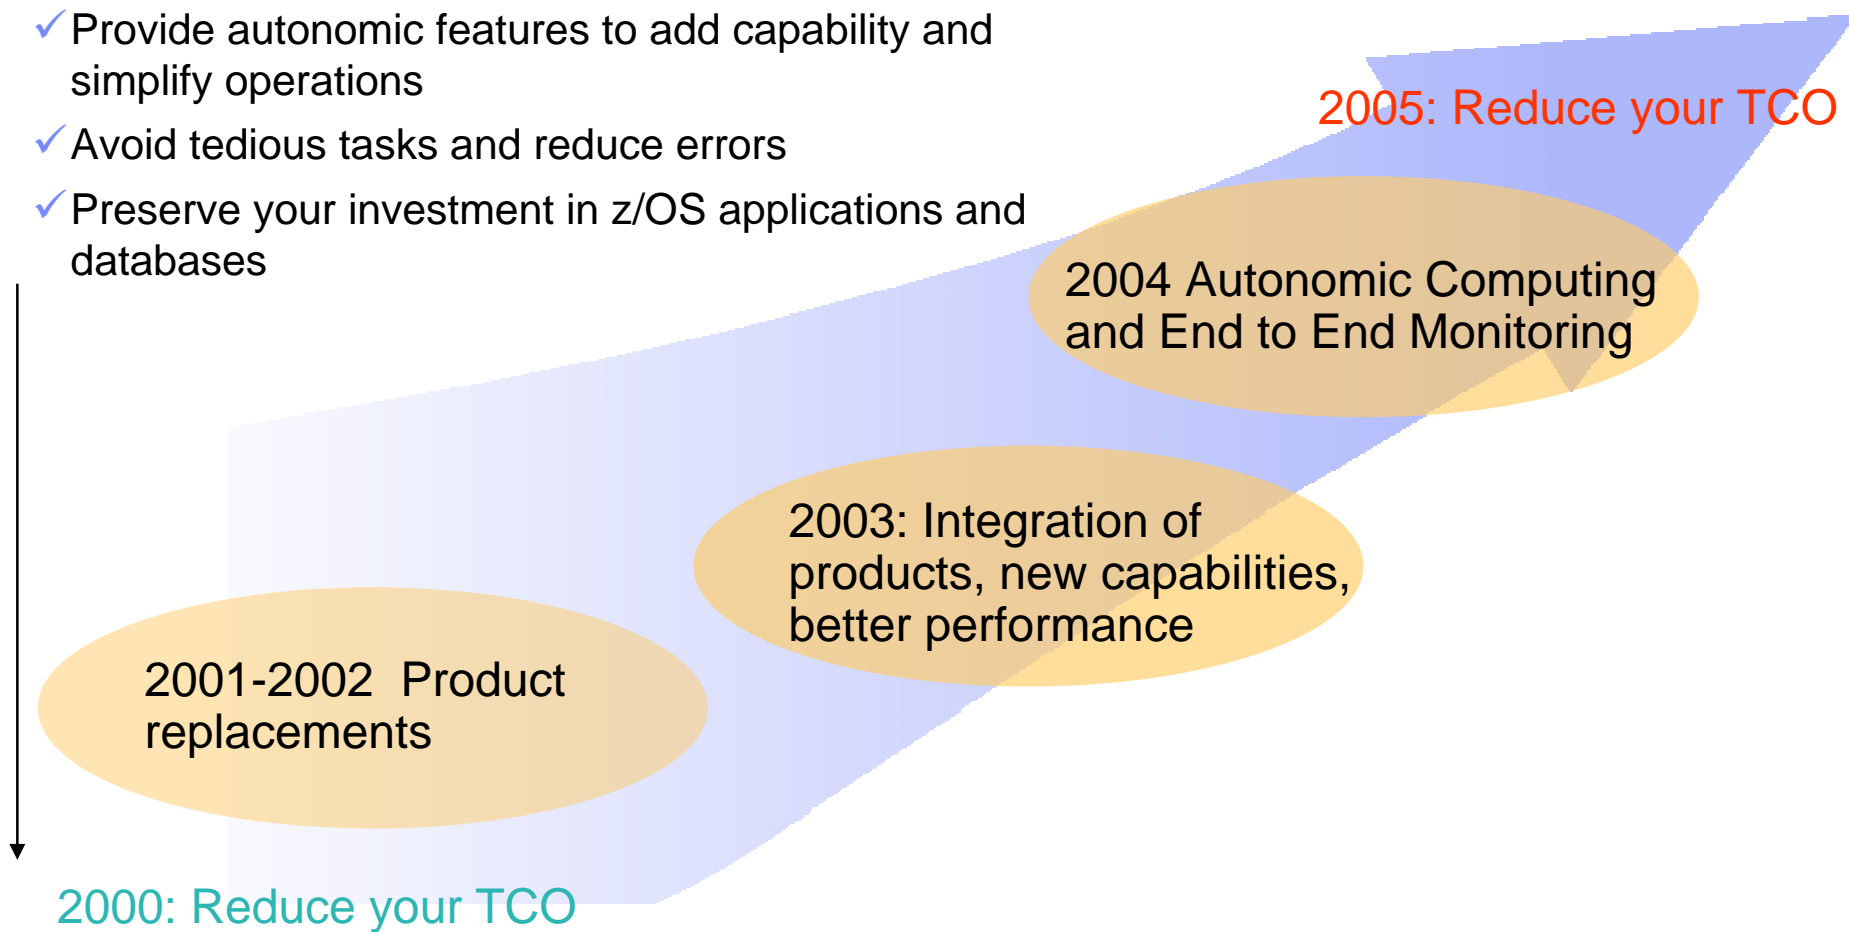 Provide autonomic features to add capability and
simplify operations
Avoid tedious tasks and reduce errors
Preserve your investment in z/OS applications and
databases
2005: Reduce your TCO
2004 Autonomic Computing
and End to End Monitoring
2003: Integration of
products, new capabilities,
better performance
2001-2002 Product
replacements
2000: Reduce your TCO